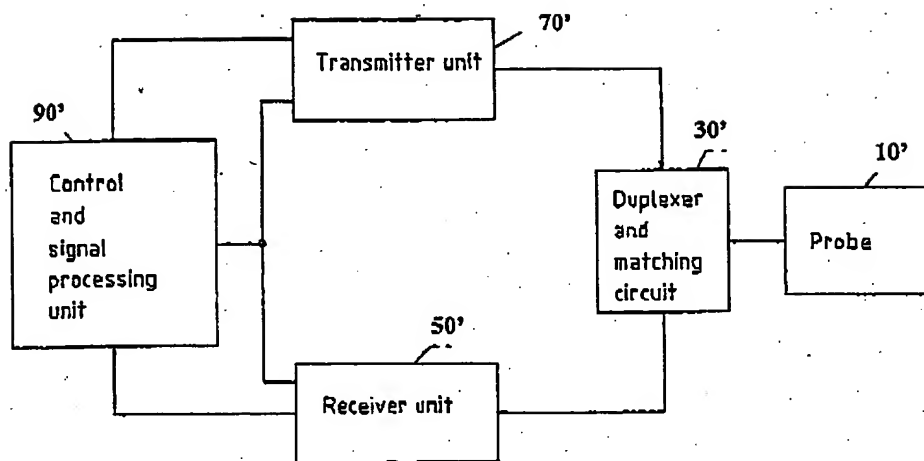 70'
Transmitter unit
90'
Control
and
signal
processing
unit
30'
Duplexer
and
matching
circuit
10'
Probe
50'
Receiver unit